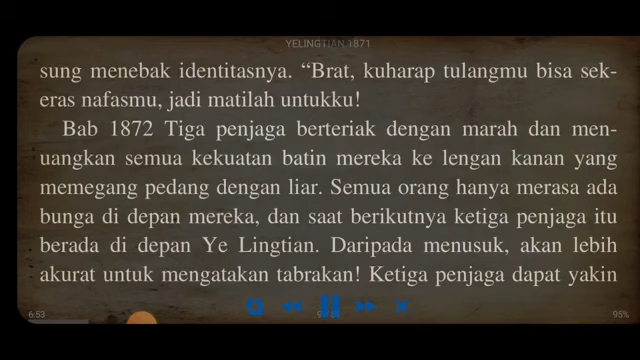 YELINGTIAN 1871
sung menebak identitasnya. “Brat, kuharap tulangmu bisa sek-
eras nafasmu, jadi matilah untukku!
Bab 1872 Tiga penjaga berteriak dengan marah dan men-
uangkan semua kekuatan batin mereka ke lengan kanan yang
memegang pedang dengan liar. Semua orang hanya merasa ada
bunga di depan mereka, dan saat berikutnya ketiga penjaga itu
berada di depan Ye Lingtian. Daripada menusuk, akan lebih
akurat untuk mengatakan tabrakan! Ketiga penjaga dapat yakin
6:53
95%